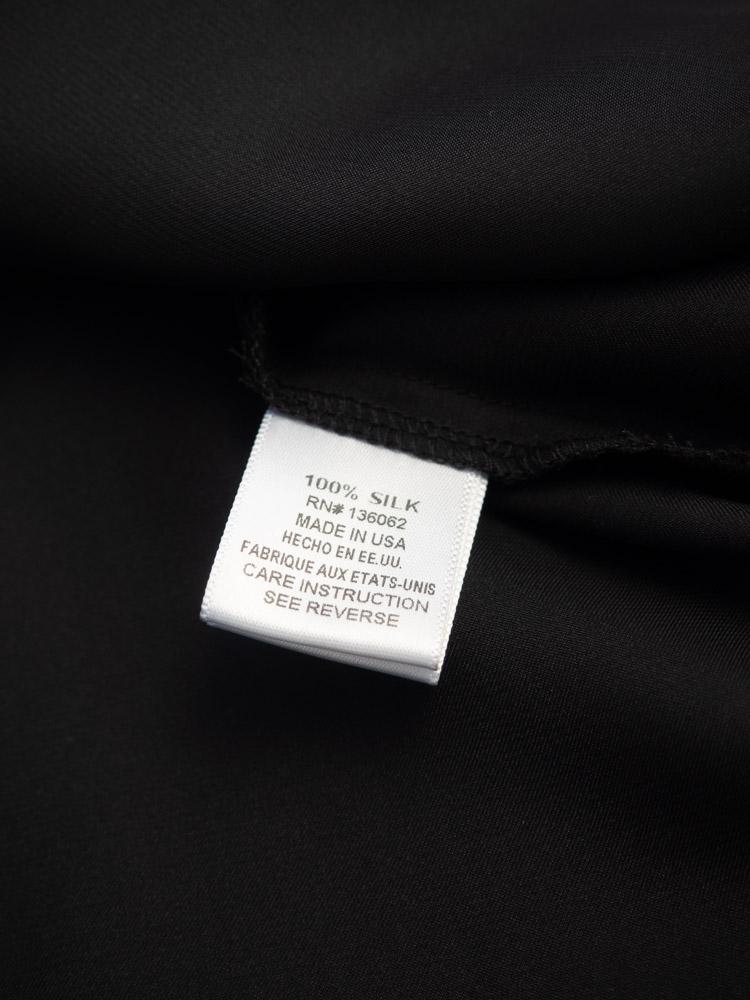 100% SILK
RN# 136062
MADE IN USA
HECHO EN EE.UU.
FABRIQUE AUX ETATS-UNIS
CARE INSTRUCTION
SEE REVERSE